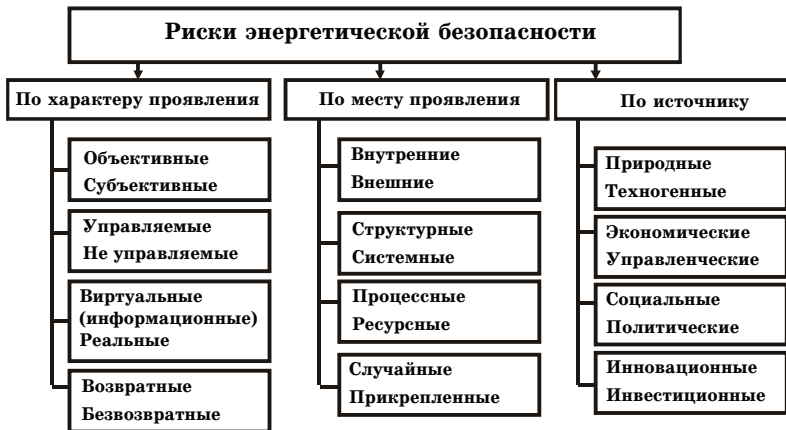 Риски энергетической безопасности
По характеру проявления
Объективные
Субъективные
Управляемые
Не управляемые
Виртуальные
(информационные)
Реальные
Возвратные
Безвозвратные
По месту проявления
Внутренние
Внешние
Структурные
Системные
Процессные
Ресурсные
Случайные
Прикрепленные
По источнику
Природные
Техногенные
Экономические
Управленческие
Социальные
Политические
Инновационные
Инвестиционные